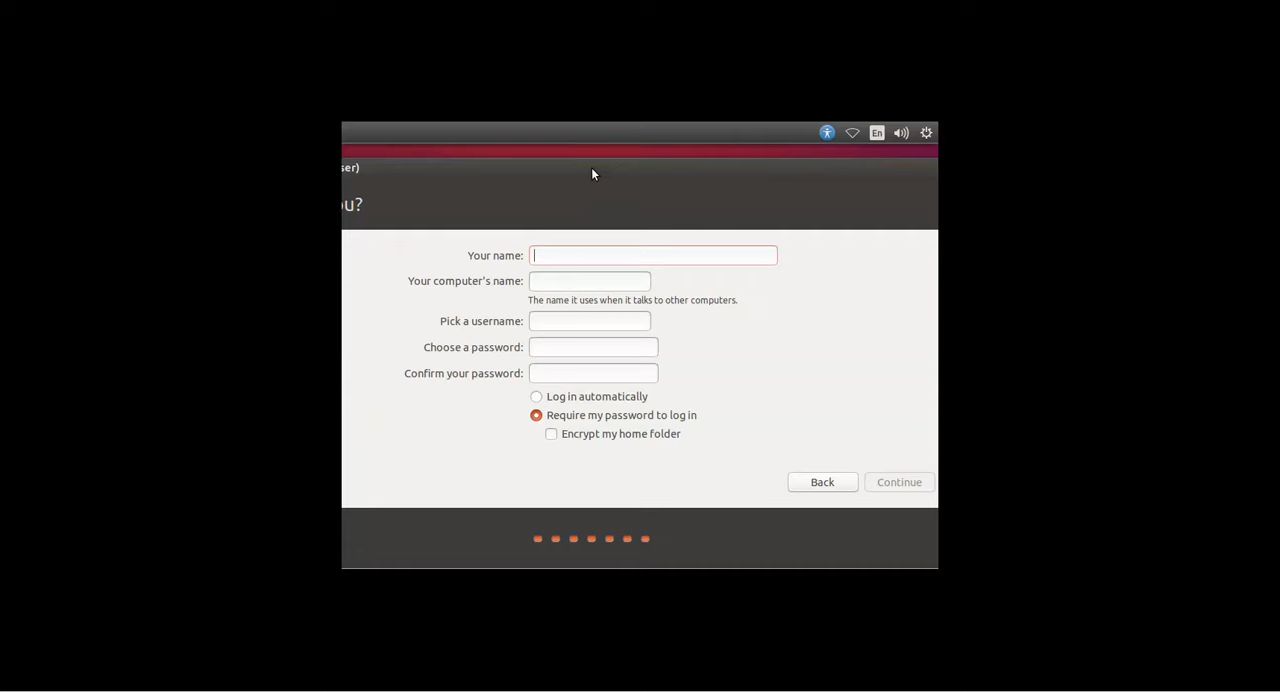 En
ser)
ou?
Your name:
Your computer's name:
The name it uses when it talks to other computers.
Pick a username:
Choose a password:
Confirm your password:
Log in automatically
Require my password to log in
Encrypt my home folder
Back Continue